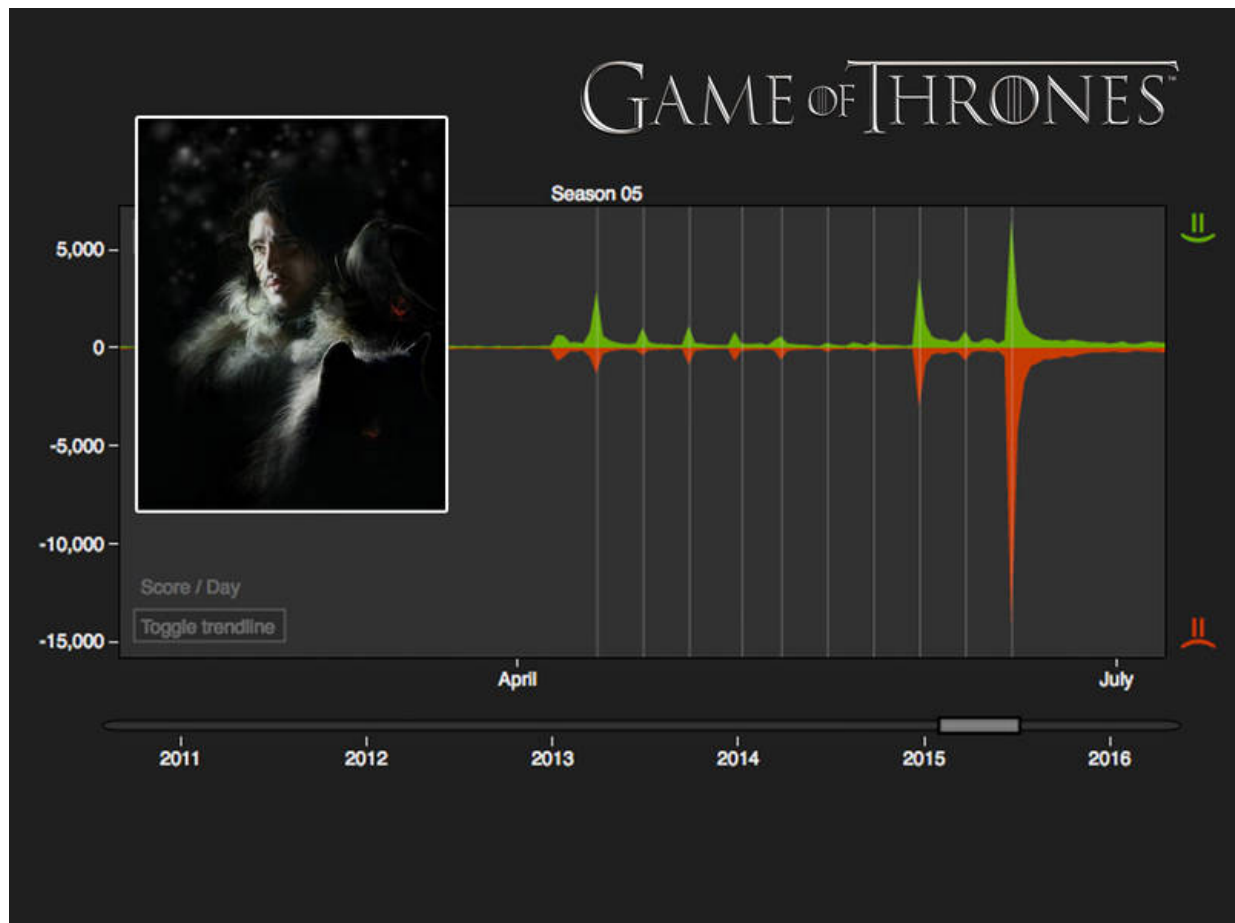 GAME OF THRONES™
Season 05
5,000
0
-5,000
-10,000
-15,000
Score / Day
Toggle trendline
April
July
2011
2012
2013
2014
2015
2016